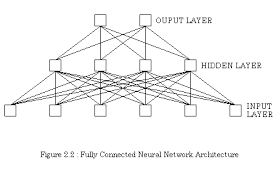 OUPUT LAYER
HIDDEN LAYER
INPUT
LAYER
Figure 2.2 : Fully Connected Neural Network Architecture